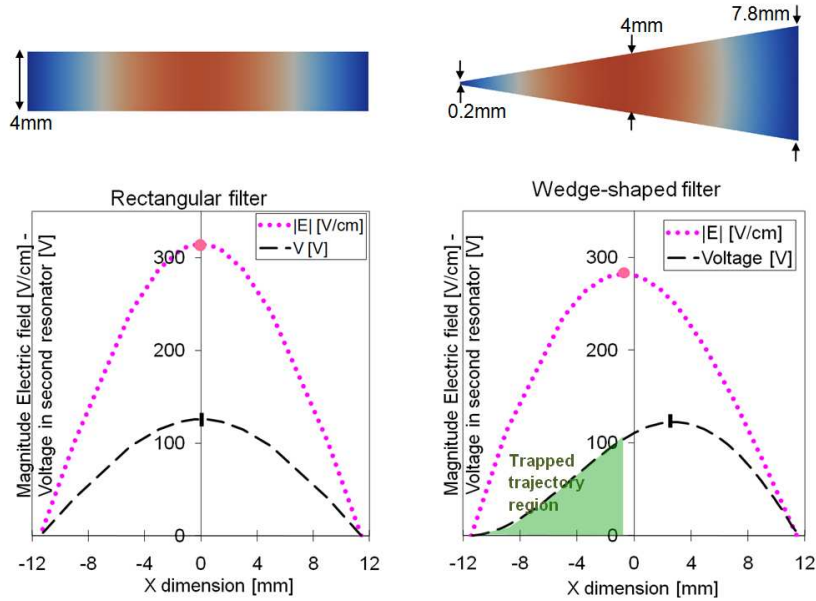 4mm
7.8mm
4mm
0.2mm
Rectangular filter
Magnitude Electric field [V/cm] -
Voltage in second resonator [V]
|E| [V/cm]
V [V]
300
200
100
0
-12 -8 -4 0 4 8 12
X dimension [mm]
Wedge-shaped filter
Magnitude Electric field [V/cm] -
Voltage in second resonator [V]
|E| [V/cm]
Voltage [V]
300
200
100
0
Trapped
trajectory
region
-12 -8 -4 0 4 8 12
X dimension [mm]